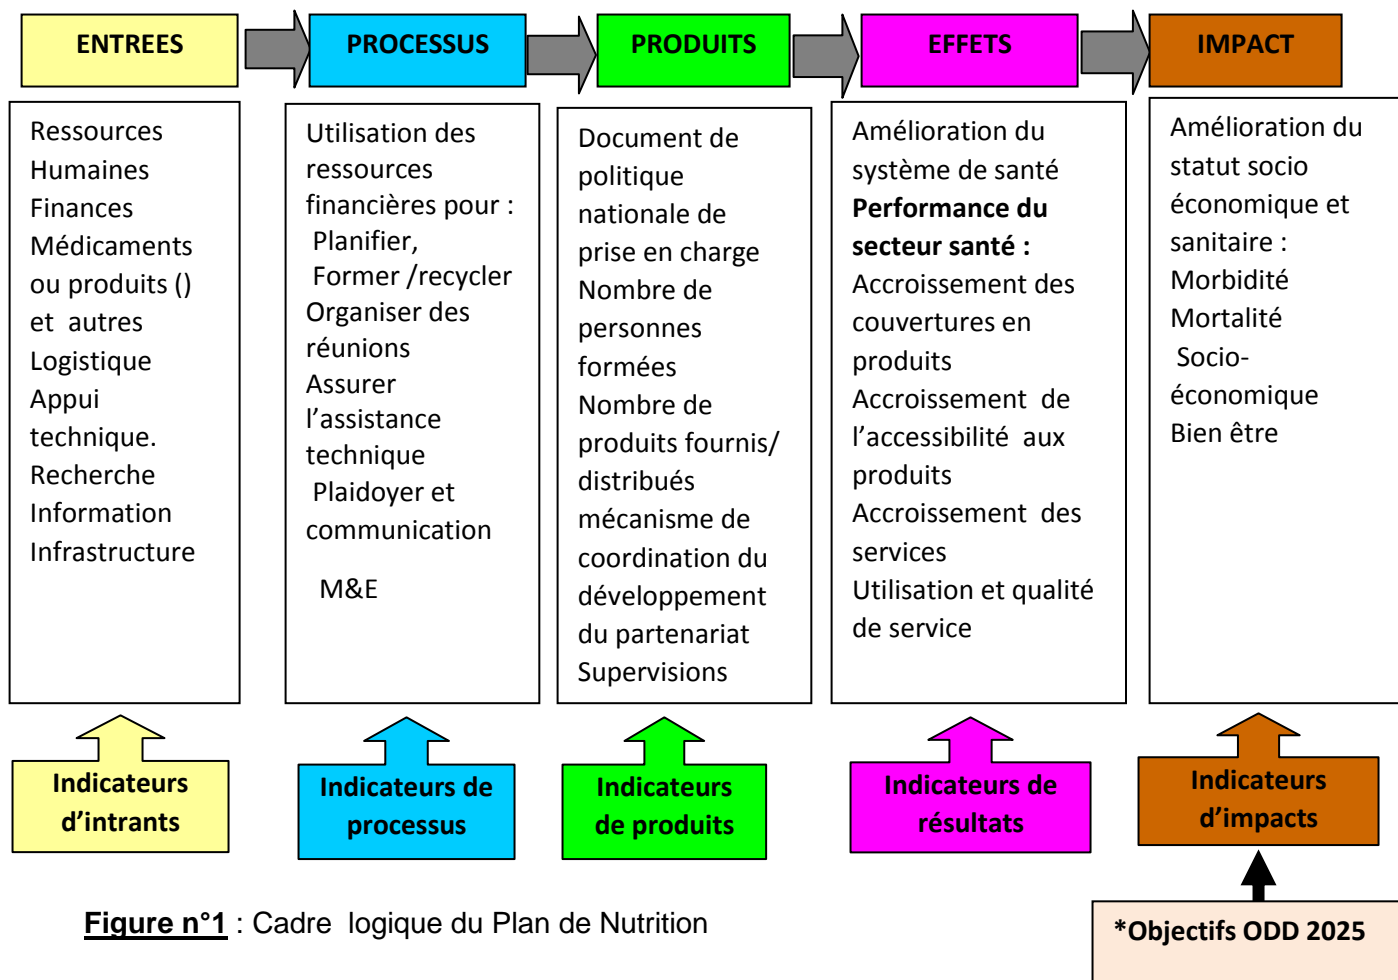 ENTREES
PROCESSUS
PRODUITS
EFFETS
IMPACT
Ressources
Humaines
Finances
Médicaments
ou produits ()
et autres
Logistique
Appui
technique.
Recherche
Information
Infrastructure
Utilisation des
ressources
financières pour :
Planifier,
Former /recycler
Organiser des
réunions
Assurer
l’assistance
technique
Plaidoyer et
communication
M&E
Document de
politique
nationale de
prise en charge
Nombre de
personnes
formées
Nombre de
produits fournis/
distribués
mécanisme de
coordination du
développement
du partenariat
Supervisions
Amélioration du
système de santé
Performance du
secteur santé :
Accroissement des
couvertures en
produits
Accroissement de
l’accessibilité aux
produits
Accroissement des
services
Utilisation et qualité
de service
Amélioration du
statut socio
économique et
sanitaire :
Morbidité
Mortalité
Socio-
économique
Bien être
Indicateurs
d’intrants
Indicateurs de
processus
Indicateurs
de produits
Indicateurs de
résultats
Indicateurs
d’impacts
*Objectifs ODD 2025
Figure n°1 : Cadre logique du Plan de Nutrition